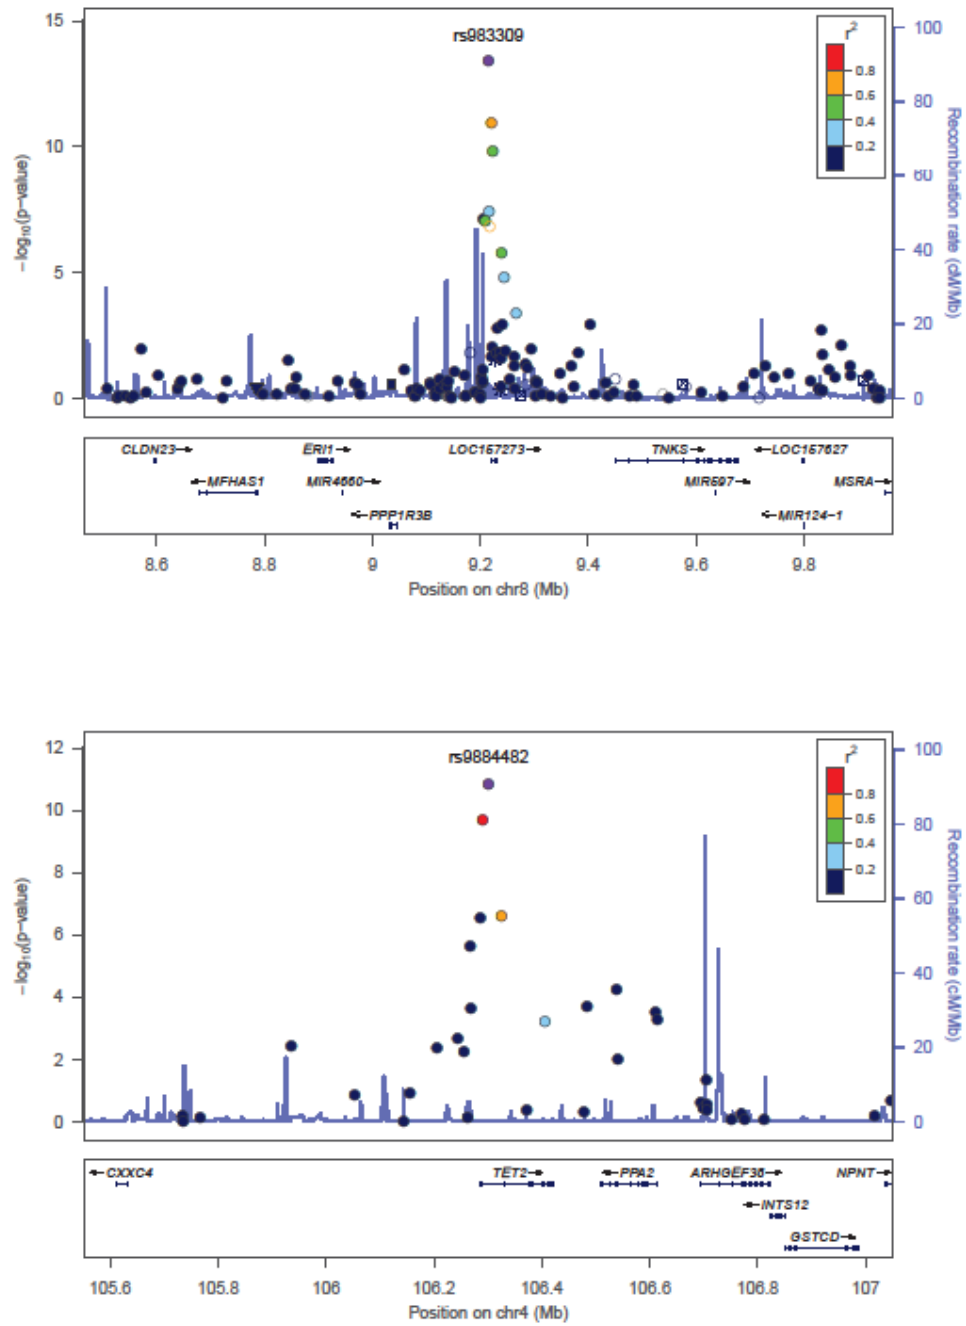 rs983309
r²
0.8
0.6
0.4
0.2
15
10
5
0
100
80
60
40
20
0
−log₁₀(p−value)
Recombination rate (cM/Mb)
CLDN23
ERI1
LOC157273
TNKS
LOC157627
MFHAS1
MIR4660
MIR597
MSRA
PPP1R3B
MIR124−1
8.6 8.8 9 9.2 9.4 9.6 9.8
Position on chr8 (Mb)
rs9884482
r²
0.8
0.6
0.4
0.2
12
10
8
6
4
2
0
100
80
60
40
20
0
−log₁₀(p−value)
Recombination rate (cM/Mb)
CXXC4
TET2
PPA2
ARHGEF38
NPNT
INTS12
GSTCD
105.6 105.8 106 106.2 106.4 106.6 106.8 107
Position on chr4 (Mb)